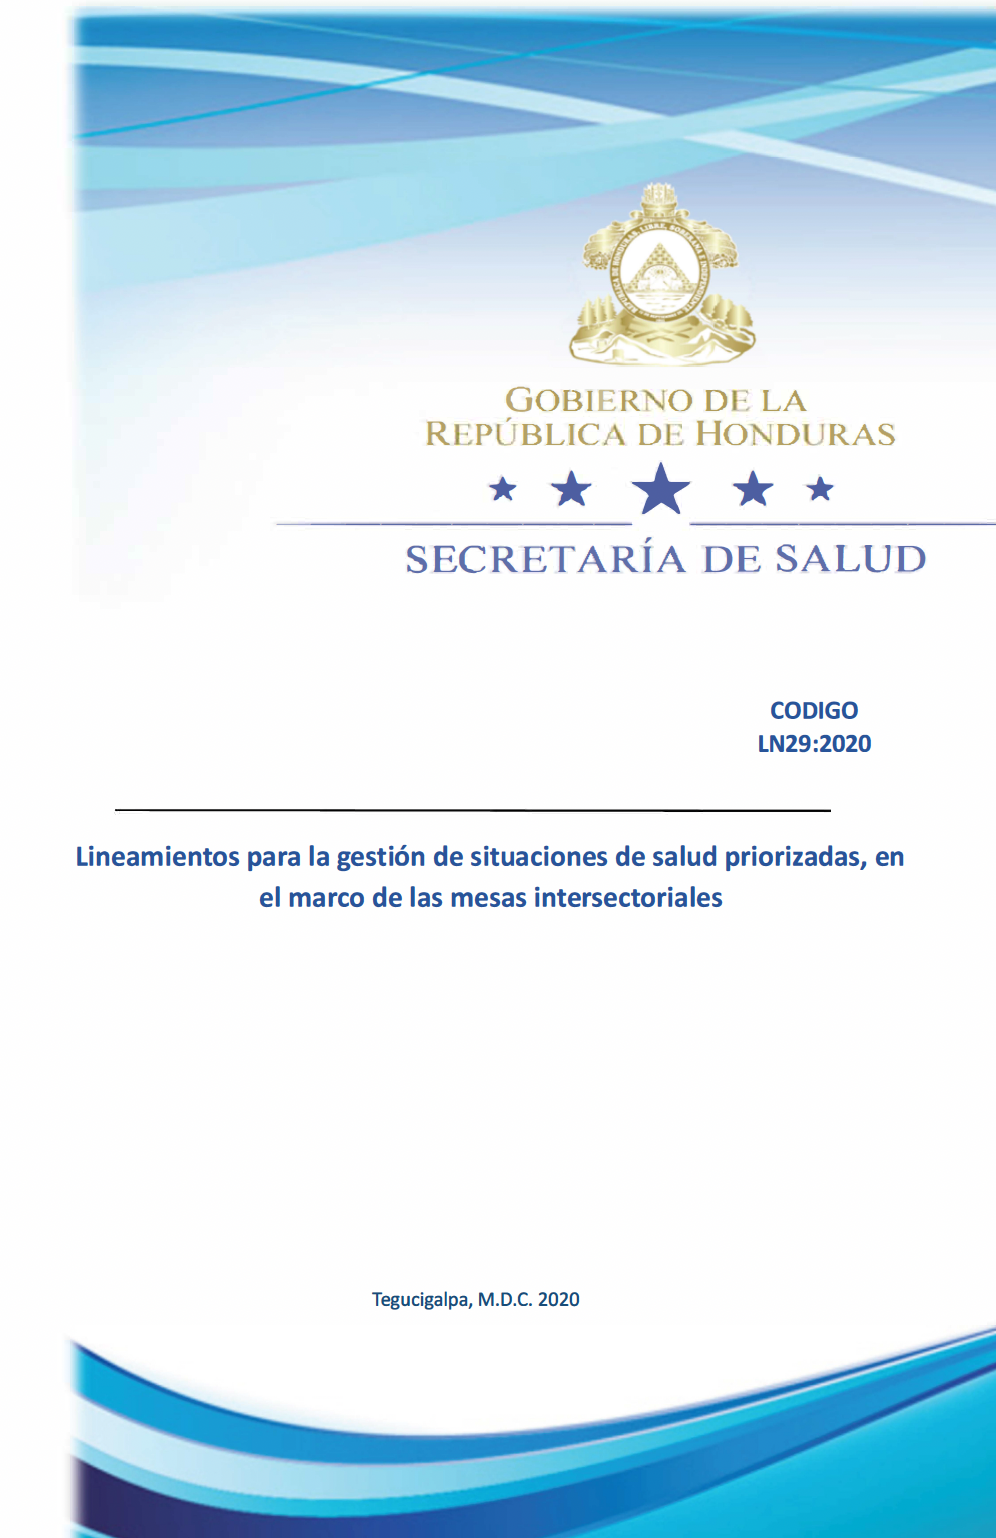 GOBIERNO DE LA
REPÚBLICA DE HONDURAS
SECRETARÍA DE SALUD
CODIGO
LN29:2020
Lineamientos para la gestión de situaciones de salud priorizadas, en
el marco de las mesas intersectoriales
Tegucigalpa, M.D.C. 2020